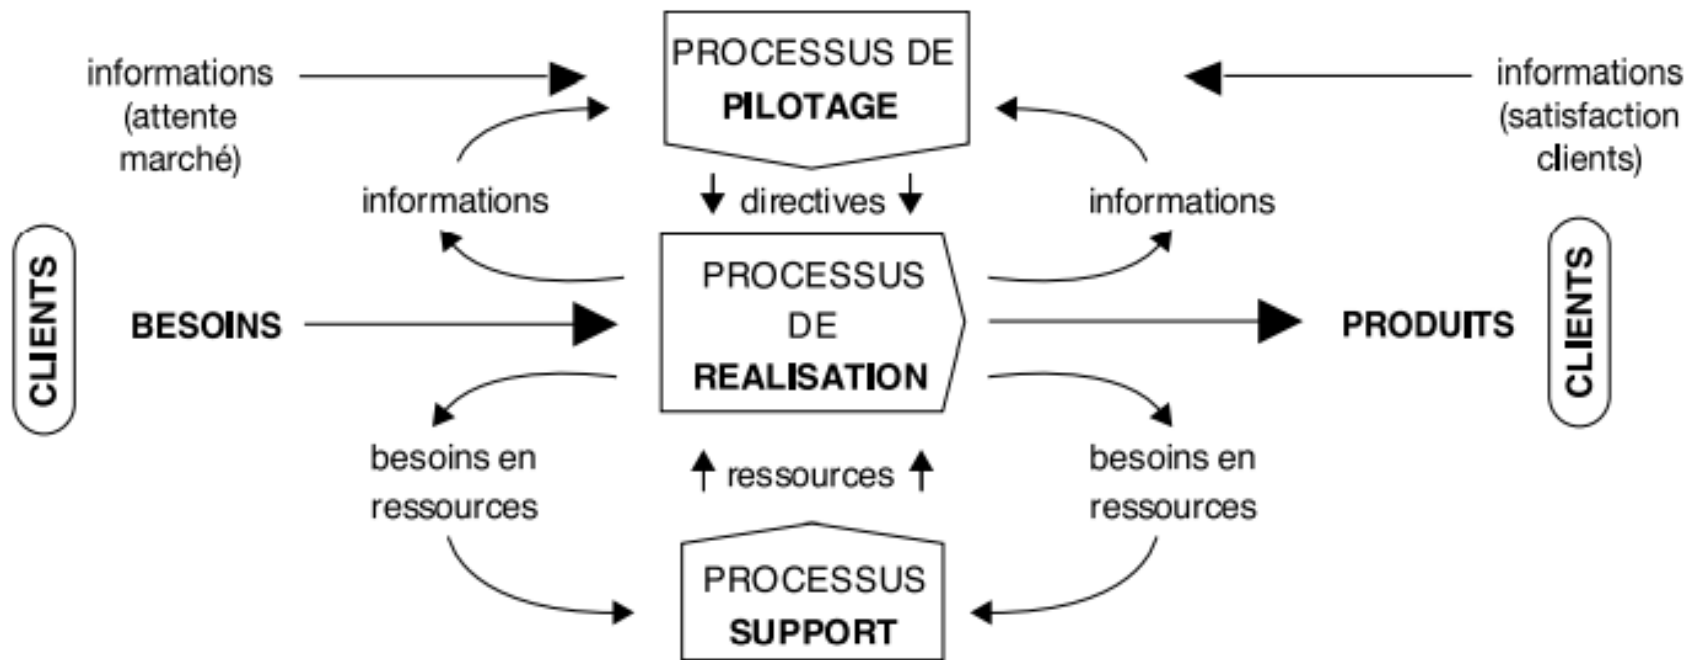 PROCESSUS DE
PILOTAGE
informations
(attente
marché)
informations
(satisfaction
clients)
informations
directives
informations
CLIENTS
BESOINS
PROCESSUS
DE
REALISATION
PRODUITS
CLIENTS
besoins en
ressources
ressources
besoins en
ressources
PROCESSUS
SUPPORT